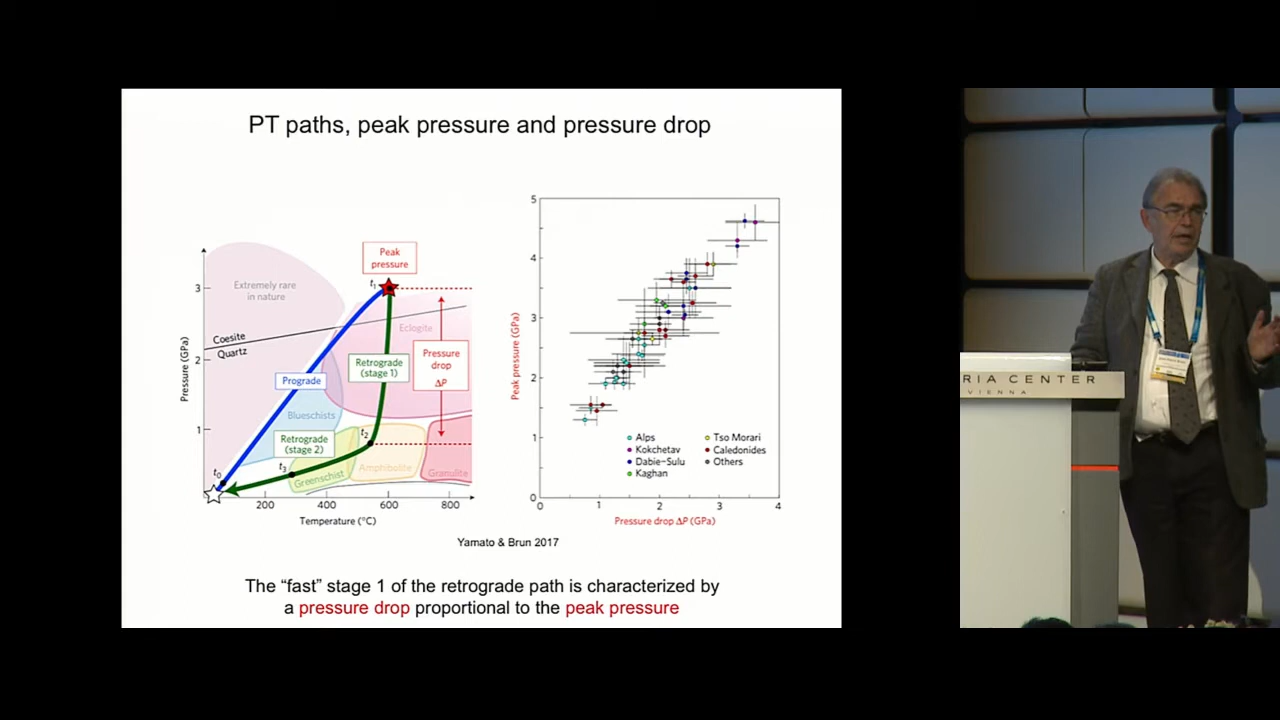 PT paths, peak pressure and pressure drop
Peak
pressure
t1
3
Extremely rare
in nature
Coesite
Quartz
Eclogite
Pressure (GPa)
2
Retrograde
(stage 1)
Pressure
drop
ΔP
Prograde
Blueschists
1
Retrograde
(stage 2)
t2
t3
t0
Greenschist
Amphibolite
Granulite
200
400
600
800
Temperature (°C)
5
4
3
2
1
0
Peak pressure (GPa)
Alps
Kokchetav
Dabie-Sulu
Kaghan
Tso Morari
Caledonides
Others
0
1
2
3
4
Pressure drop ΔP (GPa)
Yamato & Brun 2017
The “fast” stage 1 of the retrograde path is characterized by
a pressure drop proportional to the peak pressure
RIA CENTER
VIENNA